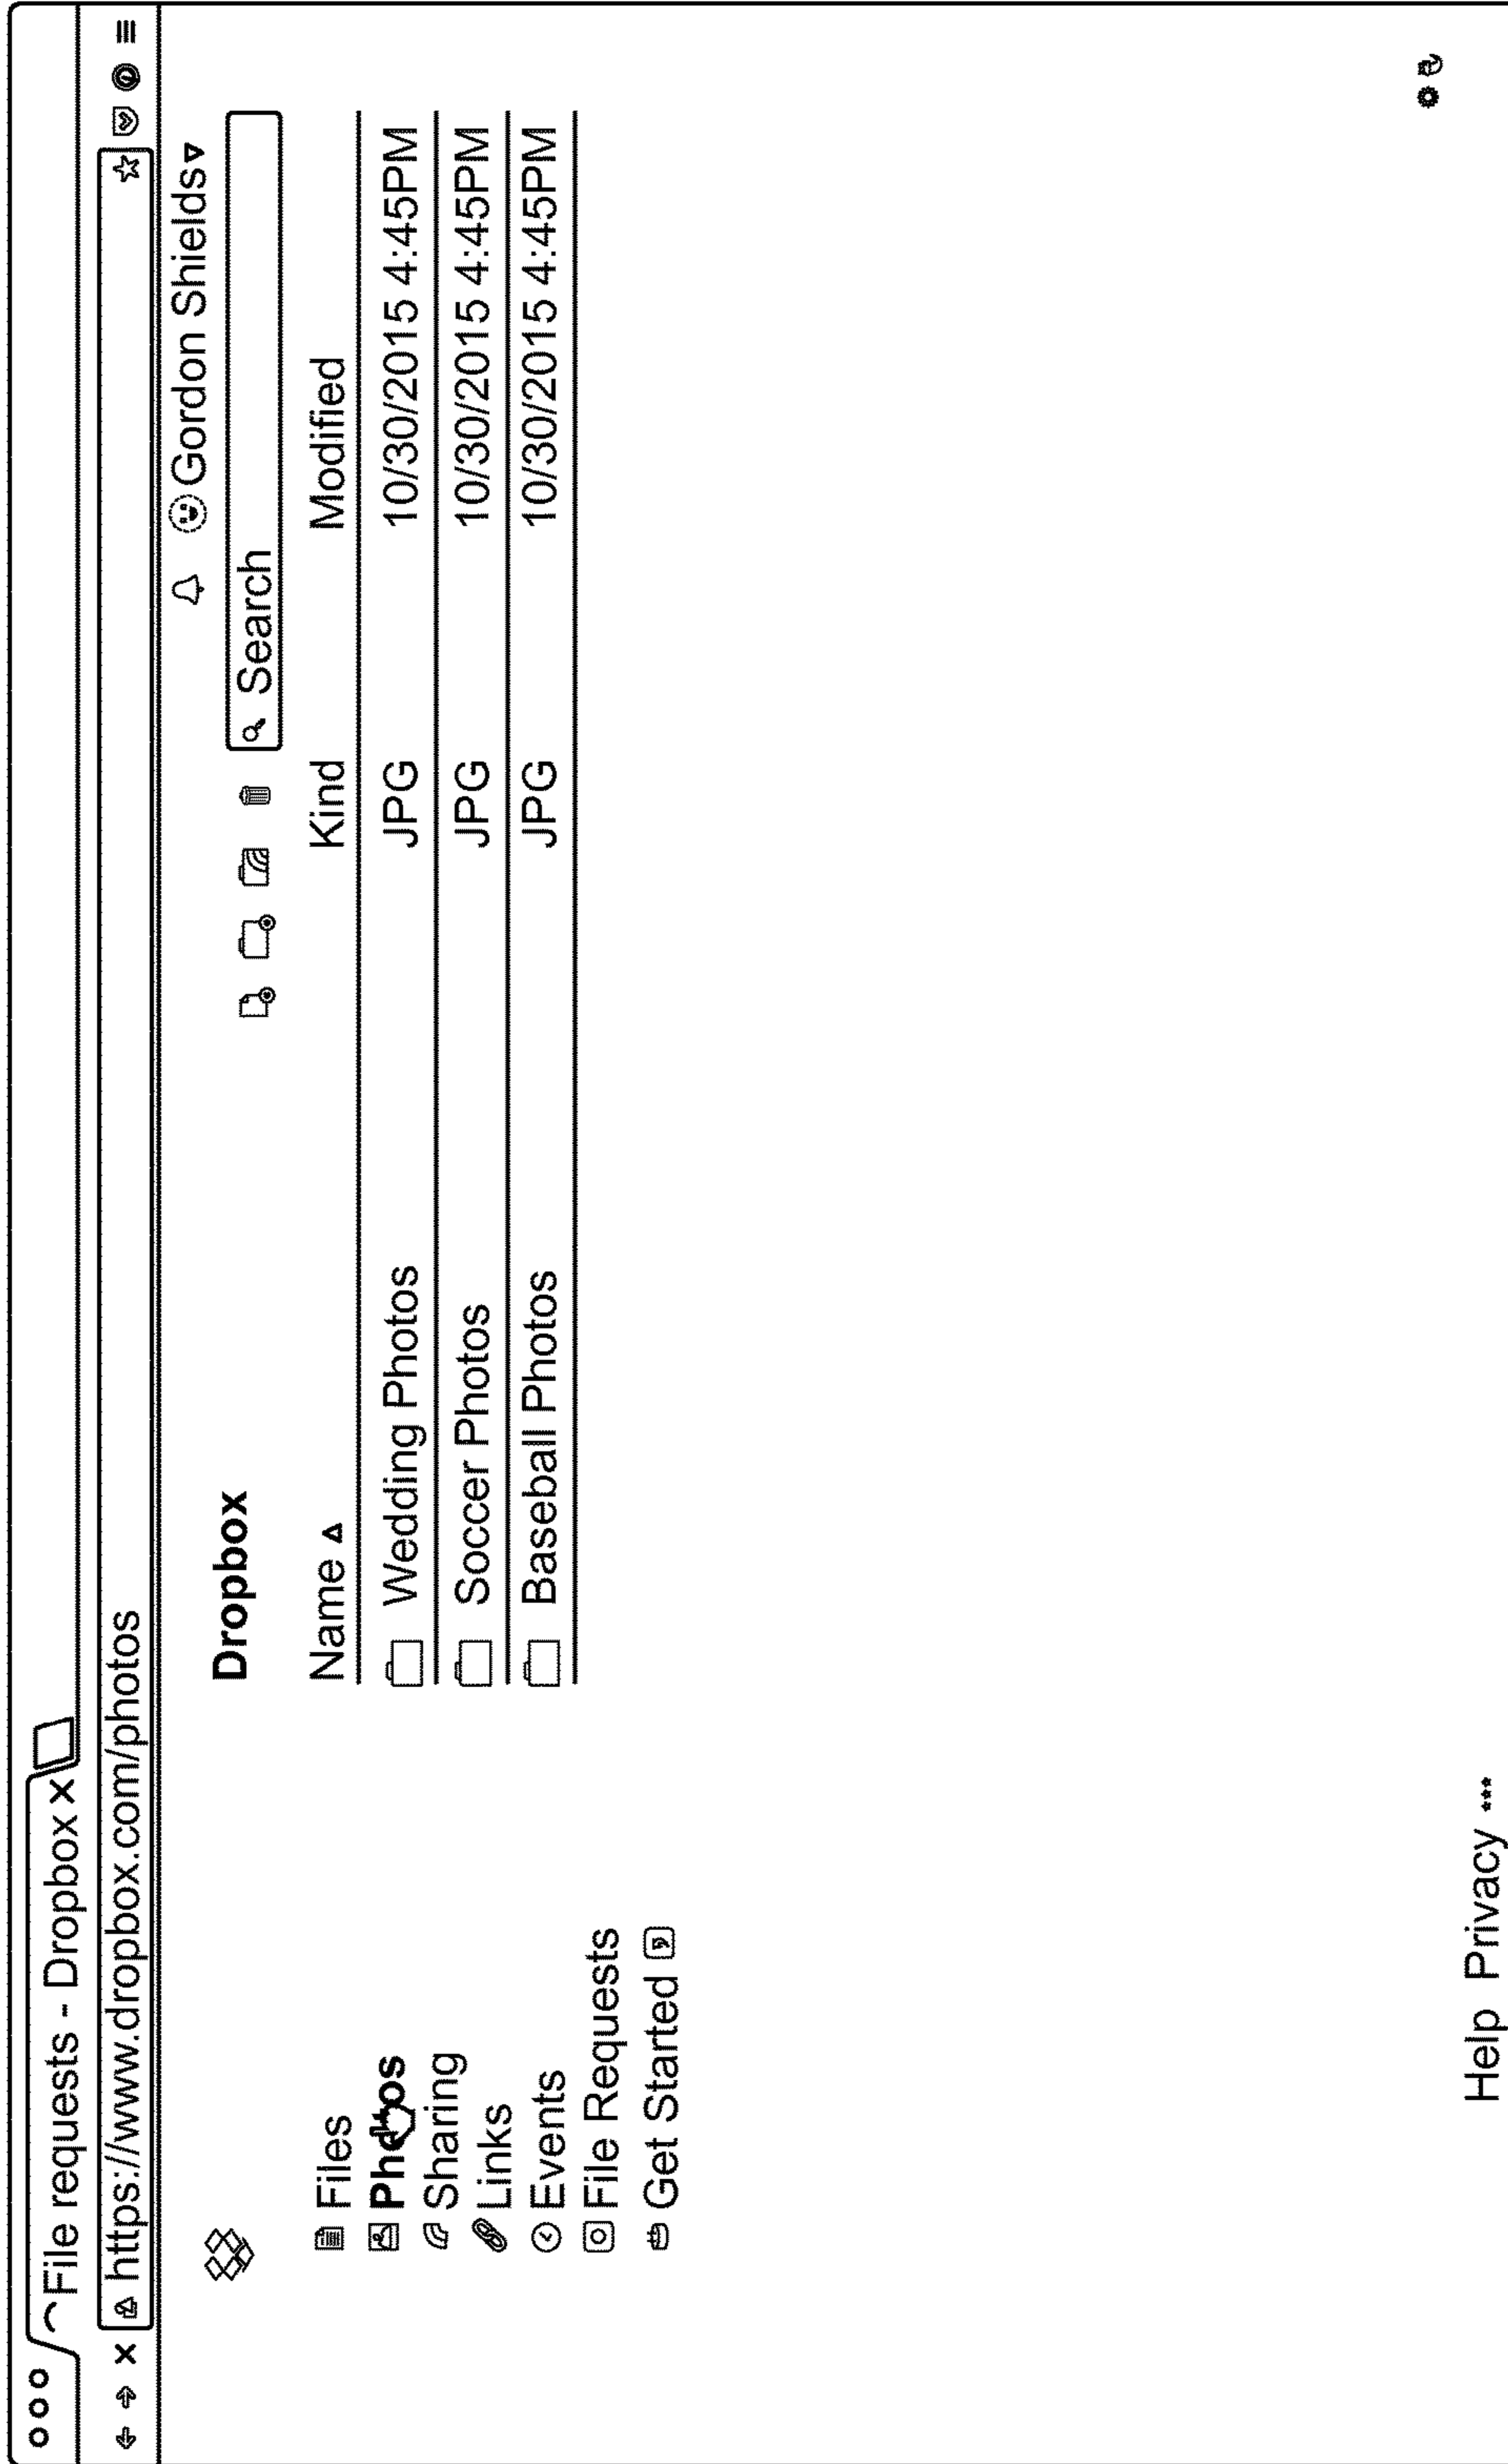 File requests - Dropbox
https://www.dropbox.com/photos
Gordon Shields
Dropbox
Search
Name Kind Modified
Wedding Photos JPG 10/30/2015 4:45PM
Soccer Photos JPG 10/30/2015 4:45PM
Baseball Photos JPG 10/30/2015 4:45PM
Files
Photos
Sharing
Links
Events
File Requests
Get Started
Help Privacy